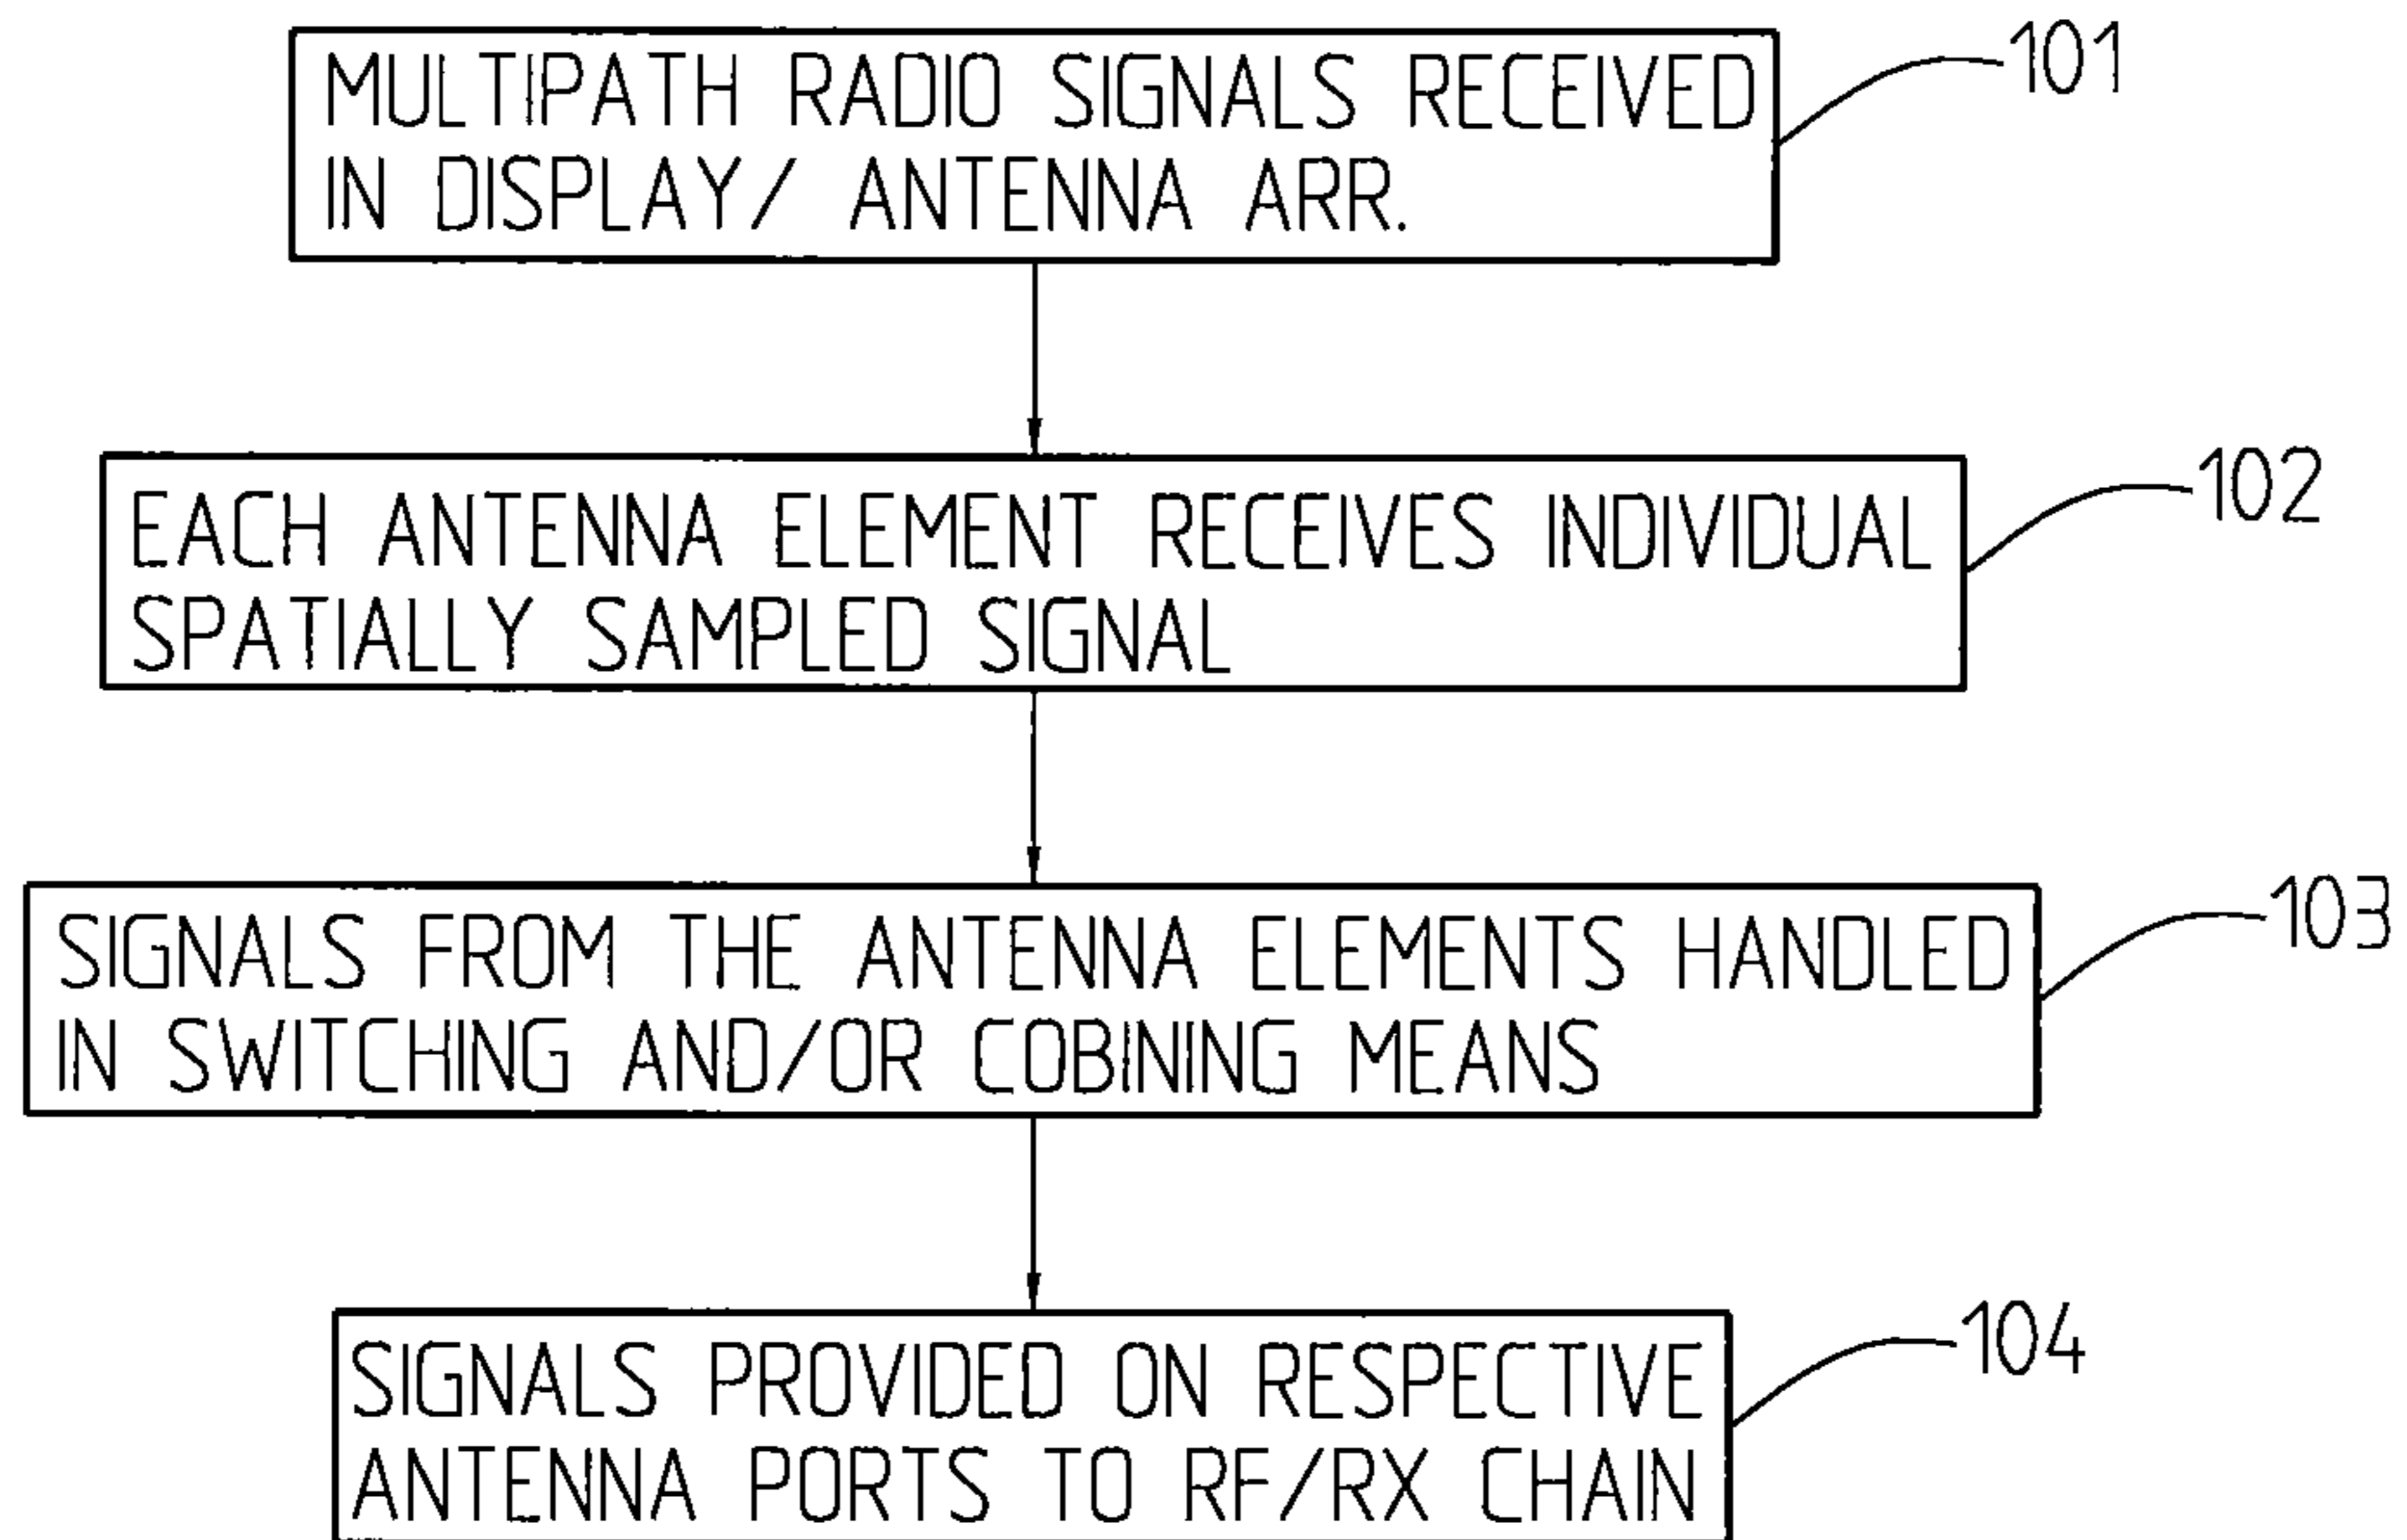 MULTIPATH RADIO SIGNALS RECEIVED
IN DISPLAY/ ANTENNA ARR.
101
EACH ANTENNA ELEMENT RECEIVES INDIVIDUAL
SPATIALLY SAMPLED SIGNAL
102
SIGNALS FROM THE ANTENNA ELEMENTS HANDLED
IN SWITCHING AND/OR COBINING MEANS
103
SIGNALS PROVIDED ON RESPECTIVE
ANTENNA PORTS TO RF/RX CHAIN
104